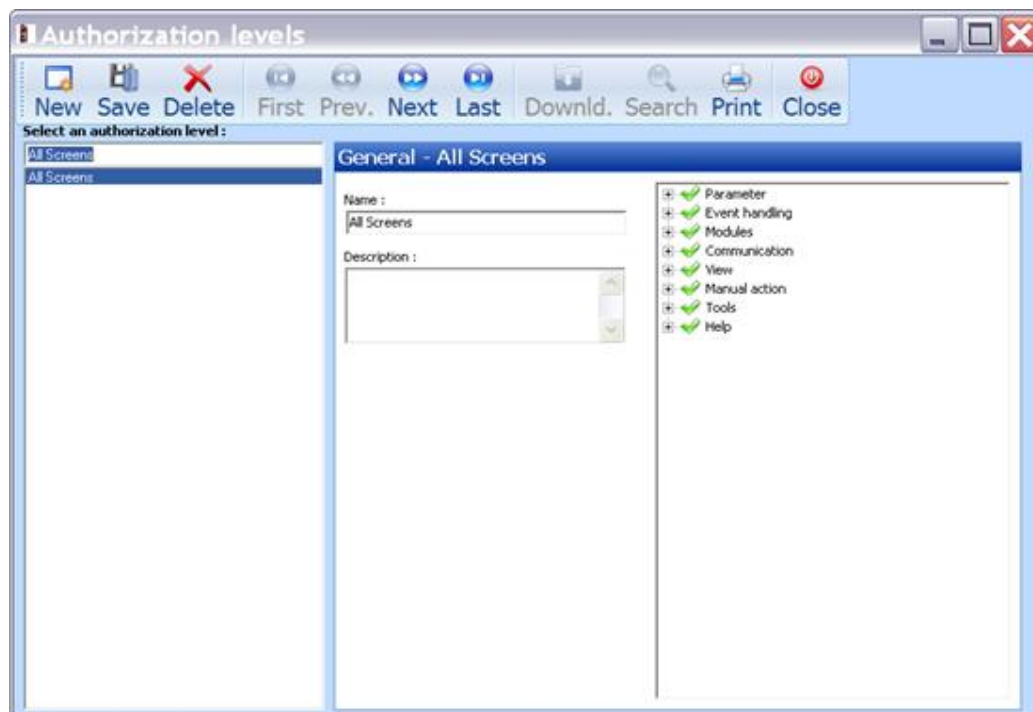 Authorization levels
New Save Delete First Prev. Next Last Downld. Search Print Close
Select an authorization level :
All Screens
All Screens
General - All Screens
Name :
All Screens
Description :
Parameter
Event handling
Modules
Communication
View
Manual action
Tools
Help